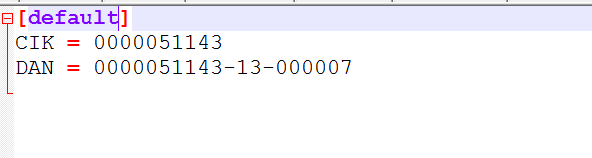 [default]
CIK = 0000051143
DAN = 0000051143-13-000007